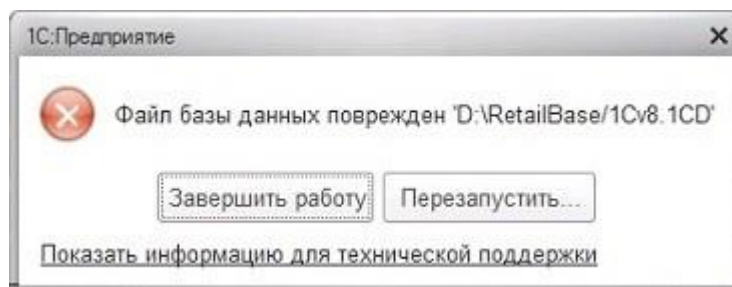 1С:Предприятие
Файл базы данных поврежден 'D:\RetailBase/1Cv8.1CD'
Завершить работу
Перезапустить...
Показать информацию для технической поддержки